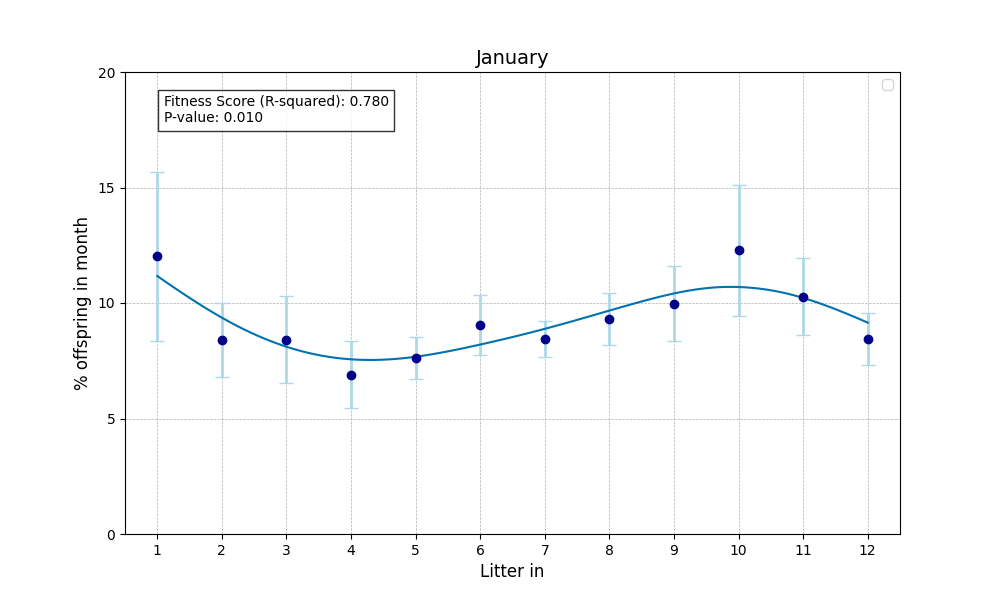 January
Fitness Score (R-squared): 0.780
P-value: 0.010
% offspring in month
20
15
10
5
0
1 2 3 4 5 6 7 8 9 10 11 12
Litter in